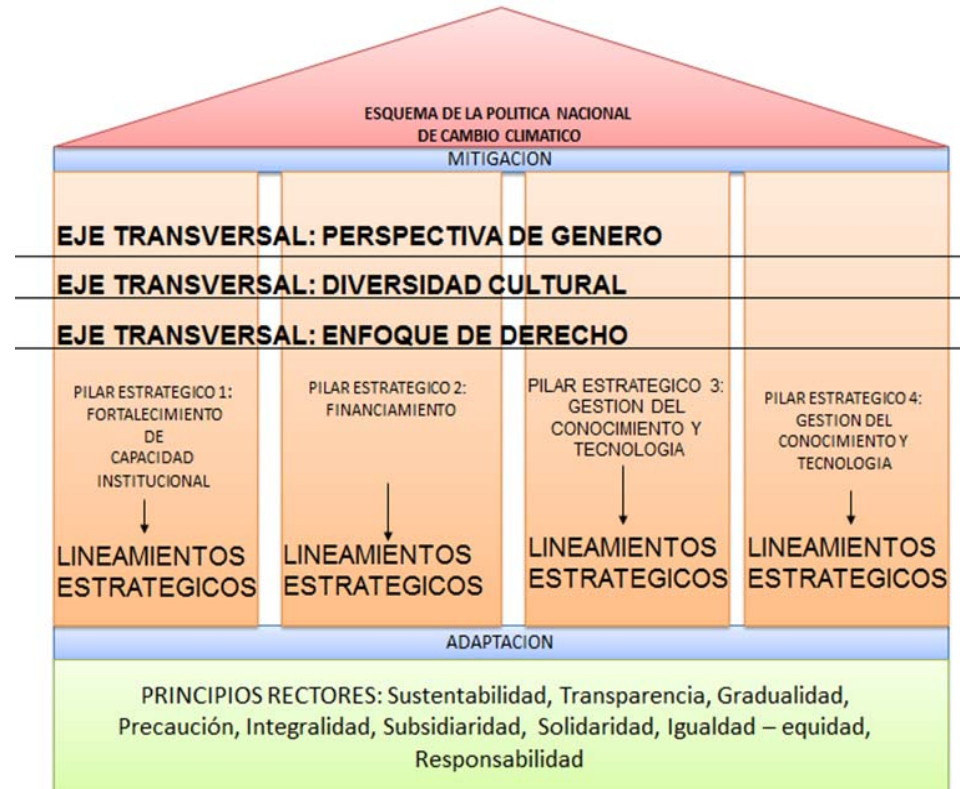 ESQUEMA DE LA POLITICA NACIONAL
DE CAMBIO CLIMATICO
MITIGACION
EJE TRANSVERSAL: PERSPECTIVA DE GENERO
EJE TRANSVERSAL: DIVERSIDAD CULTURAL
EJE TRANSVERSAL: ENFOQUE DE DERECHO
PILAR ESTRATEGICO 1:
FORTALECIMIENTO
DE
CAPACIDAD
INSTITUCIONAL
LINEAMIENTOS
ESTRATEGICOS
PILAR ESTRATEGICO 2:
FINANCIAMIENTO
LINEAMIENTOS
ESTRATEGICOS
PILAR ESTRATEGICO 3:
GESTION DEL
CONOCIMIENTO Y
TECNOLOGIA
LINEAMIENTOS
ESTRATEGICOS
PILAR ESTRATEGICO 4:
GESTION DEL
CONOCIMIENTO Y
TECNOLOGIA
LINEAMIENTOS
ESTRATEGICOS
ADAPTACION
PRINCIPIOS RECTORES: Sustentabilidad, Transparencia, Gradualidad,
Precaución, Integralidad, Subsidiaridad, Solidaridad, Igualdad – equidad,
Responsabilidad